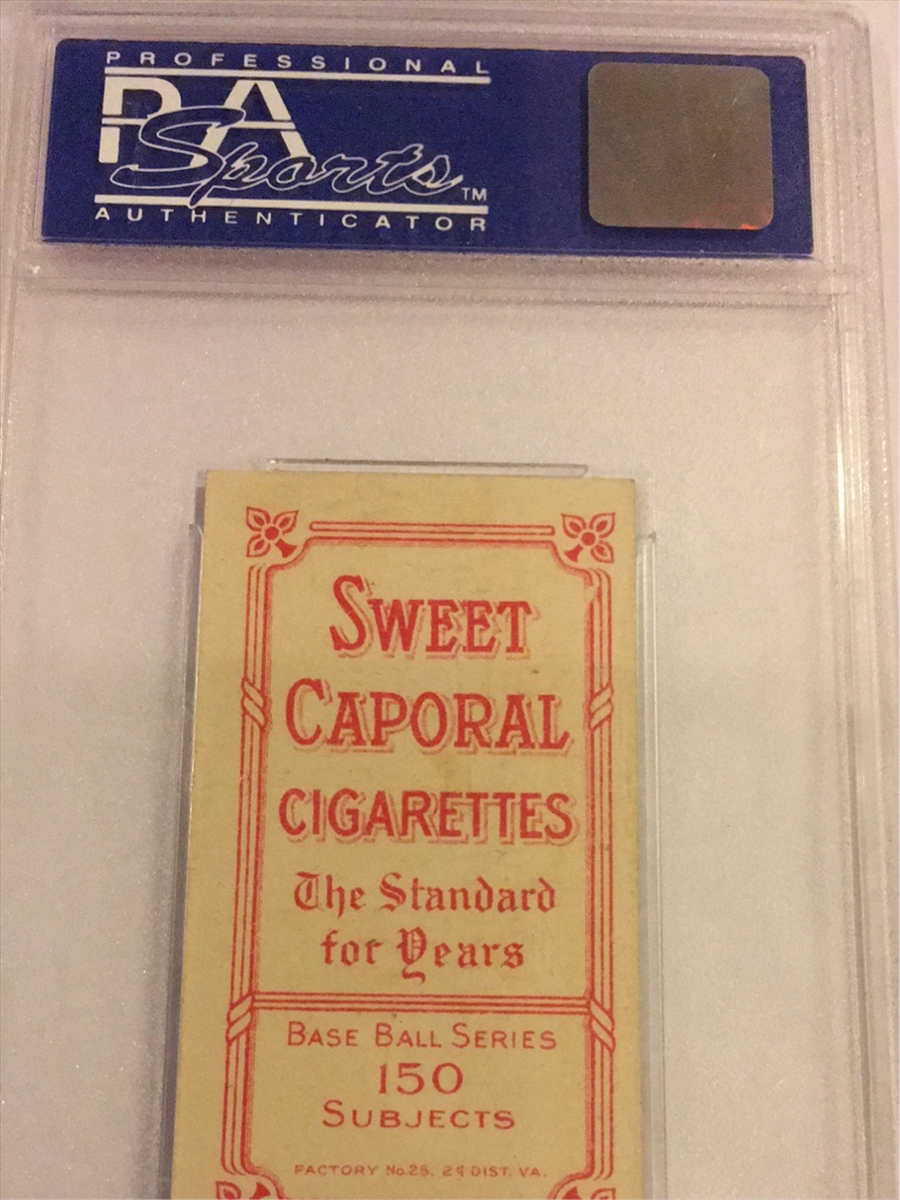 PROFESSIONAL
PSA
Sports
TM
AUTHENTICATOR
SWEET
CAPORAL
CIGARETTES
The Standard
for Years
BASE BALL SERIES
150
SUBJECTS
FACTORY No.25, 2d DIST. VA.